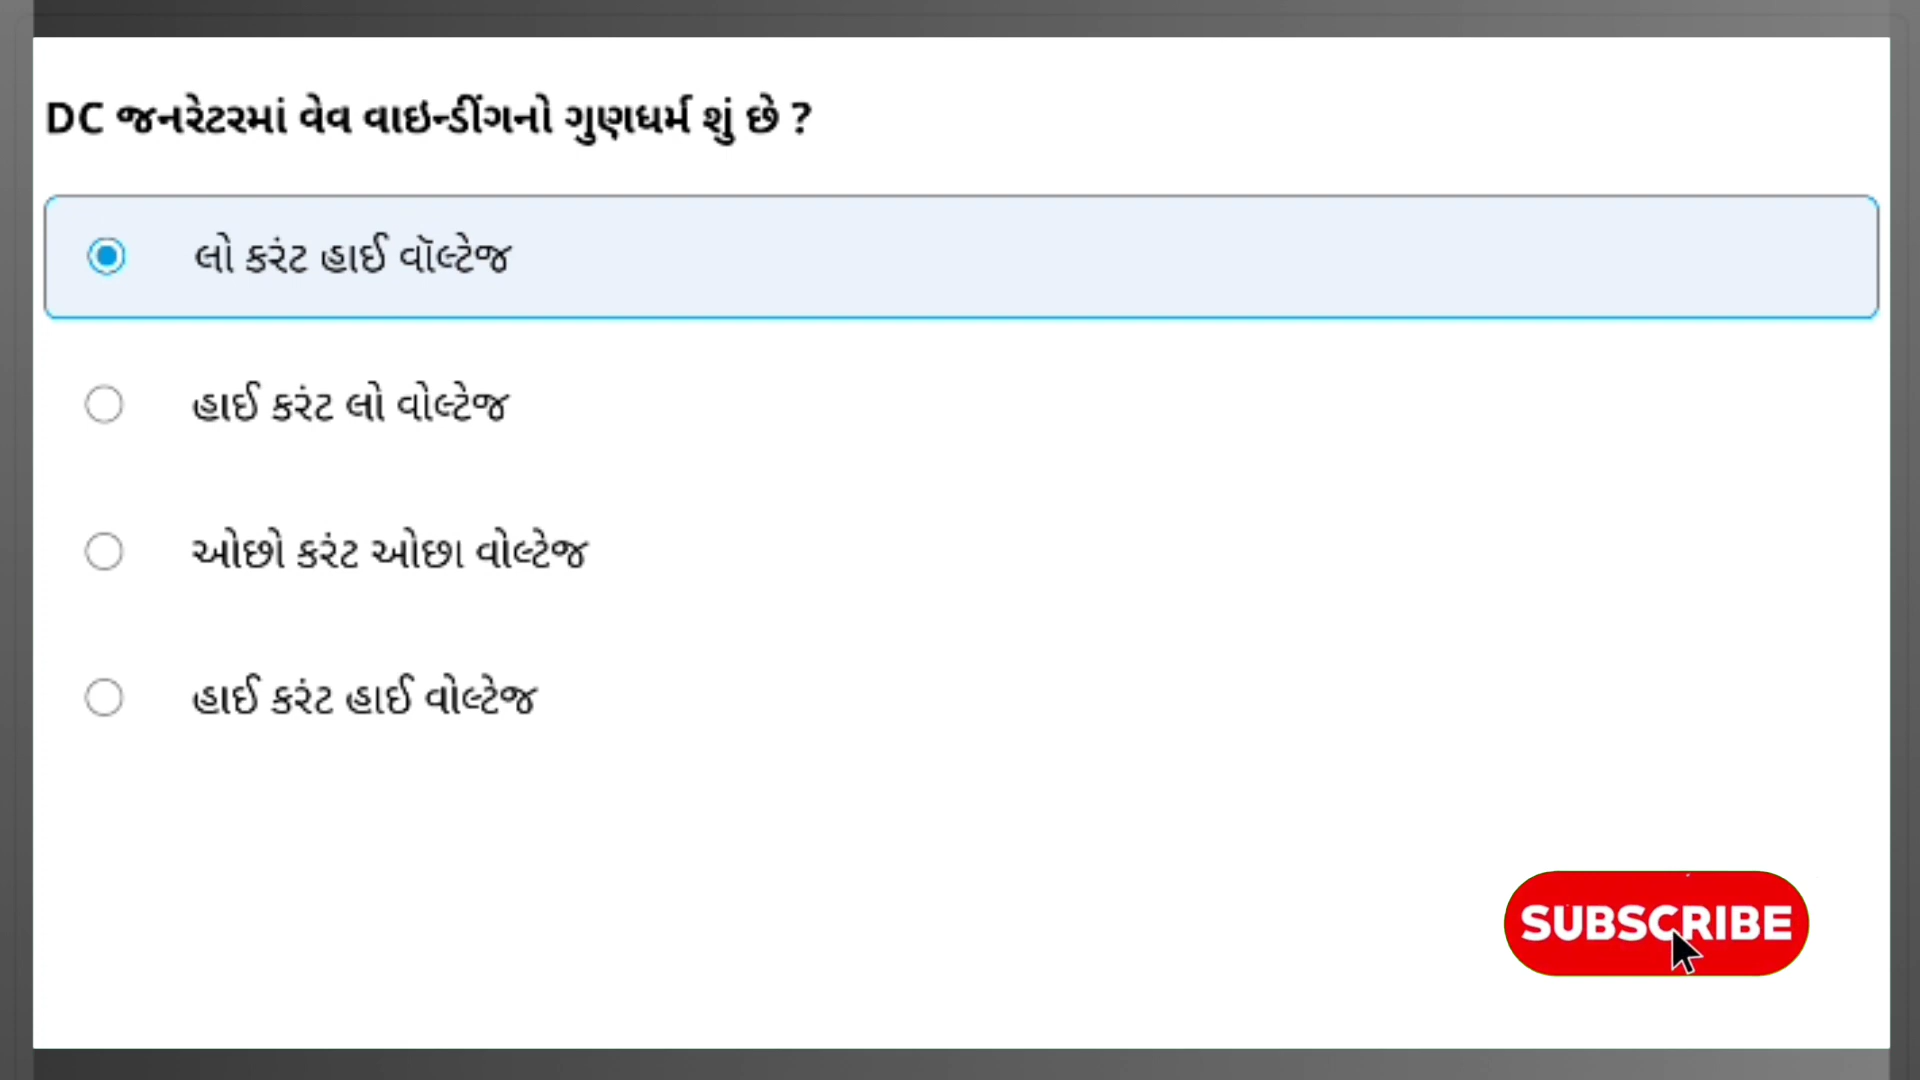 DC જનરેટરમાં વેવ વાઇન્ડીંગનો ગુણધર્મ શું છે ?
લો કરંટ હાઈ વૉલ્ટેજ
હાઈ કરંટ લો વોલ્ટેજ
ઓછો કરંટ ઓછા વોલ્ટેજ
હાઈ કરંટ હાઈ વોલ્ટેજ
SUBSCRIBE